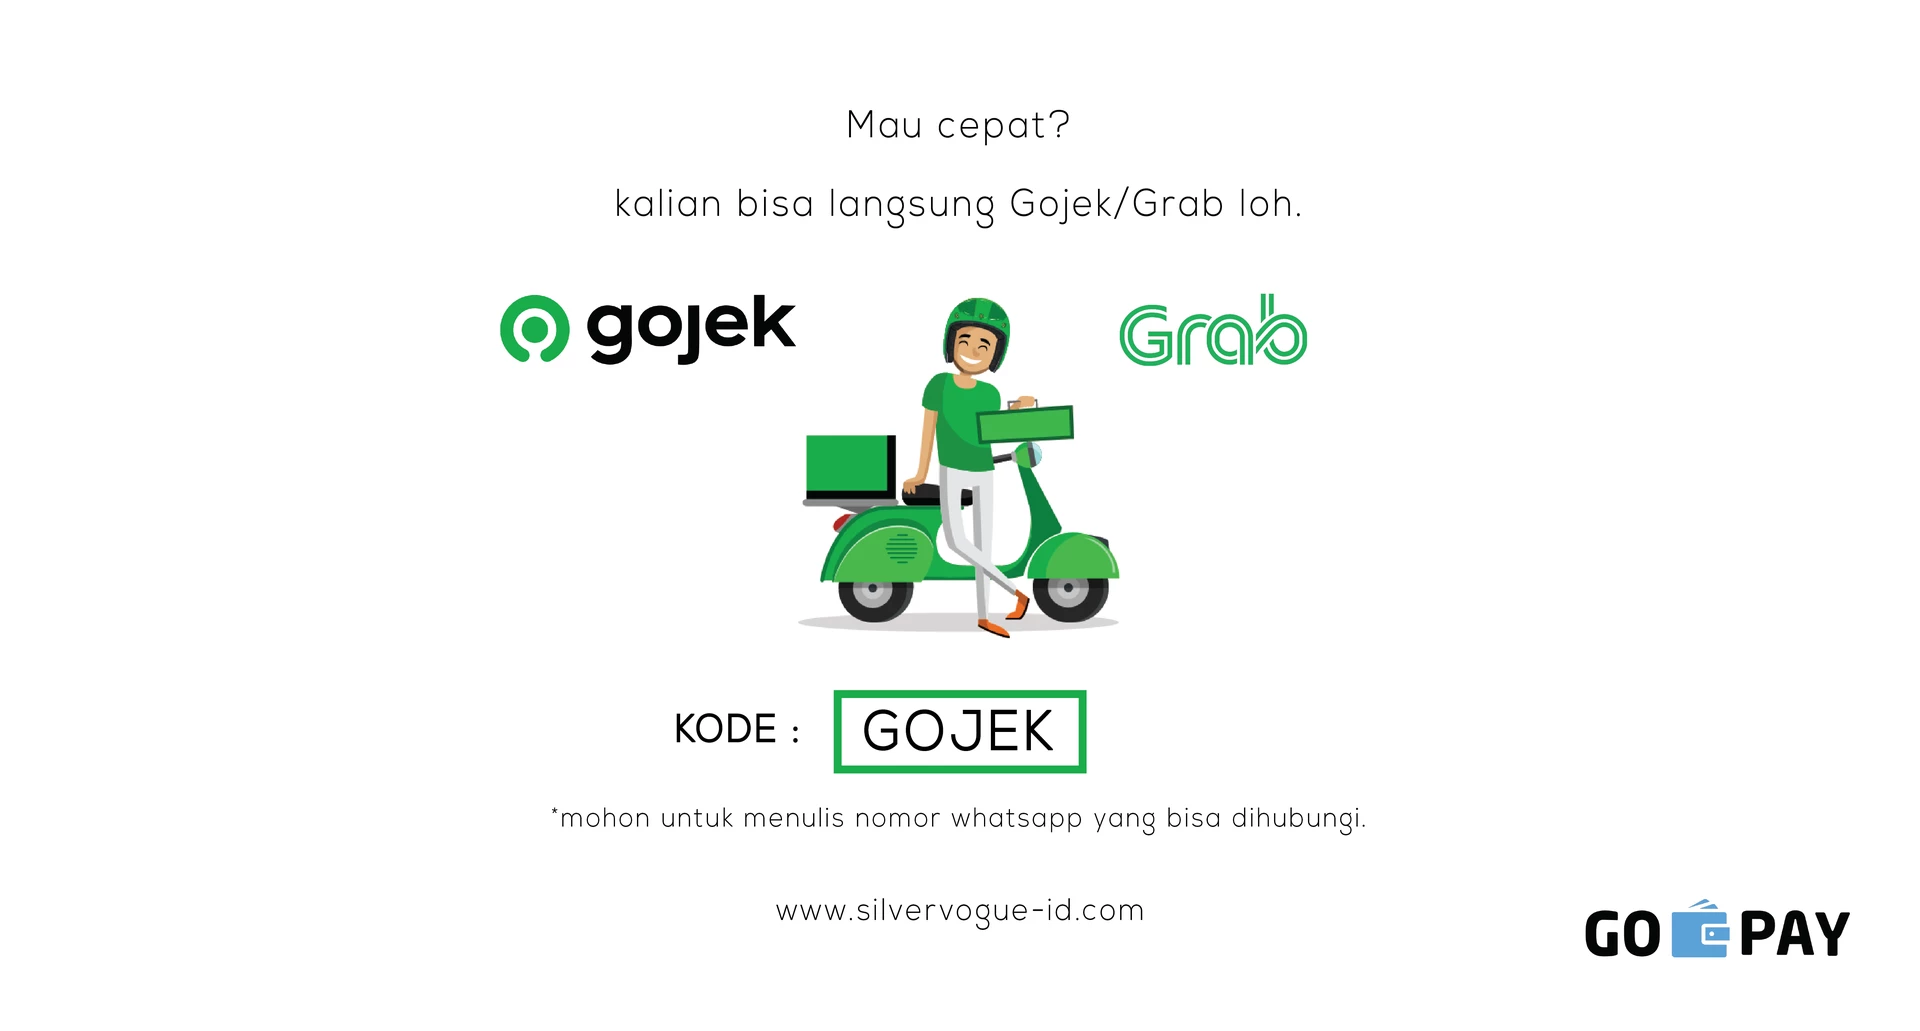 Mau cepat?
kalian bisa langsung Gojek/Grab loh.
gojek
Grab
KODE : GOJEK
*mohon untuk menulis nomor whatsapp yang bisa dihubungi.
www.silvervogue-id.com
GO PAY